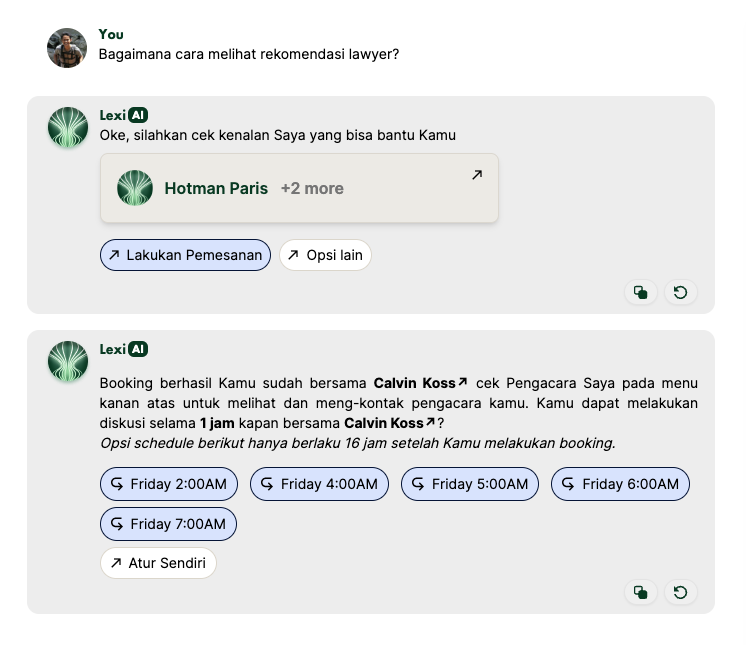 You
Bagaimana cara melihat rekomendasi lawyer?
Lexi AI
Oke, silahkan cek kenalan Saya yang bisa bantu Kamu
Hotman Paris +2 more
Lakukan Pemesanan Opsi lain
Lexi AI
Booking berhasil Kamu sudah bersama Calvin Koss↗ cek Pengacara Saya pada menu
kanan atas untuk melihat dan meng-kontak pengacara kamu. Kamu dapat melakukan
diskusi selama 1 jam kapan bersama Calvin Koss↗?
Opsi schedule berikut hanya berlaku 16 jam setelah Kamu melakukan booking.
Friday 2:00AM Friday 4:00AM Friday 5:00AM Friday 6:00AM
Friday 7:00AM
Atur Sendiri